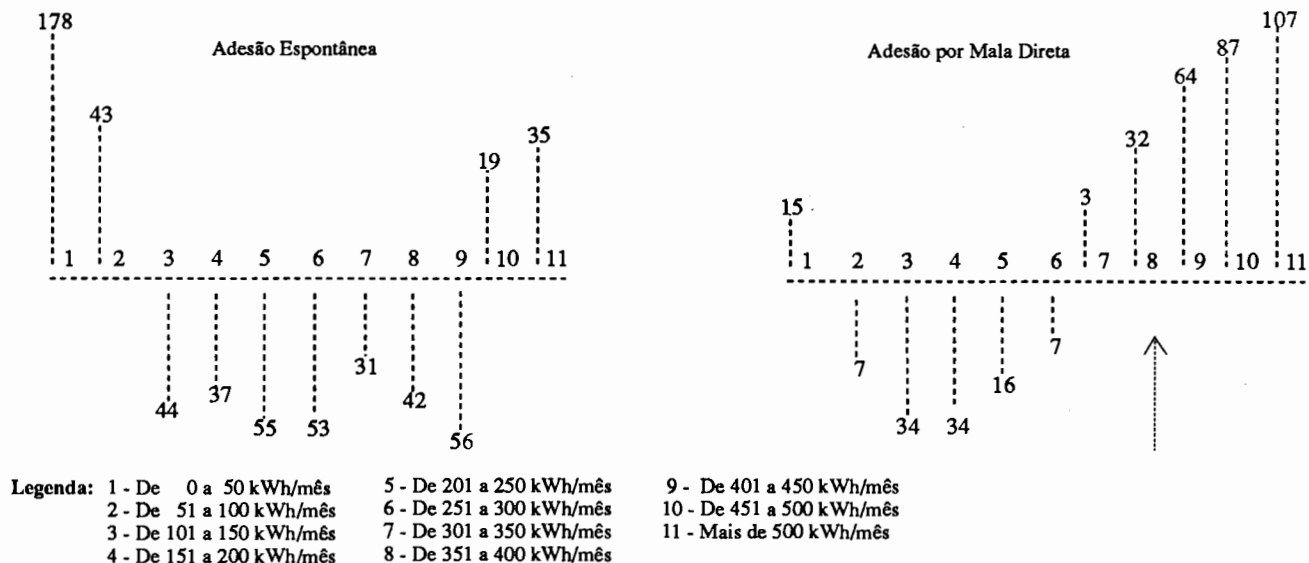 178
107
Adesão Espontânea
Adesão por Mala Direta
87
64
43
35
32
19
3
15
1 2 3 4 5 6 7 8 9 10 11
1 2 3 4 5 6 7 8 9 10 11
31
7
7
37
16
42
44
55
53
56
34
34
Legenda: 1 - De 0 a 50 kWh/mês 5 - De 201 a 250 kWh/mês 9 - De 401 a 450 kWh/mês
2 - De 51 a 100 kWh/mês 6 - De 251 a 300 kWh/mês 10 - De 451 a 500 kWh/mês
3 - De 101 a 150 kWh/mês 7 - De 301 a 350 kWh/mês 11 - Mais de 500 kWh/mês
4 - De 151 a 200 kWh/mês 8 - De 351 a 400 kWh/mês